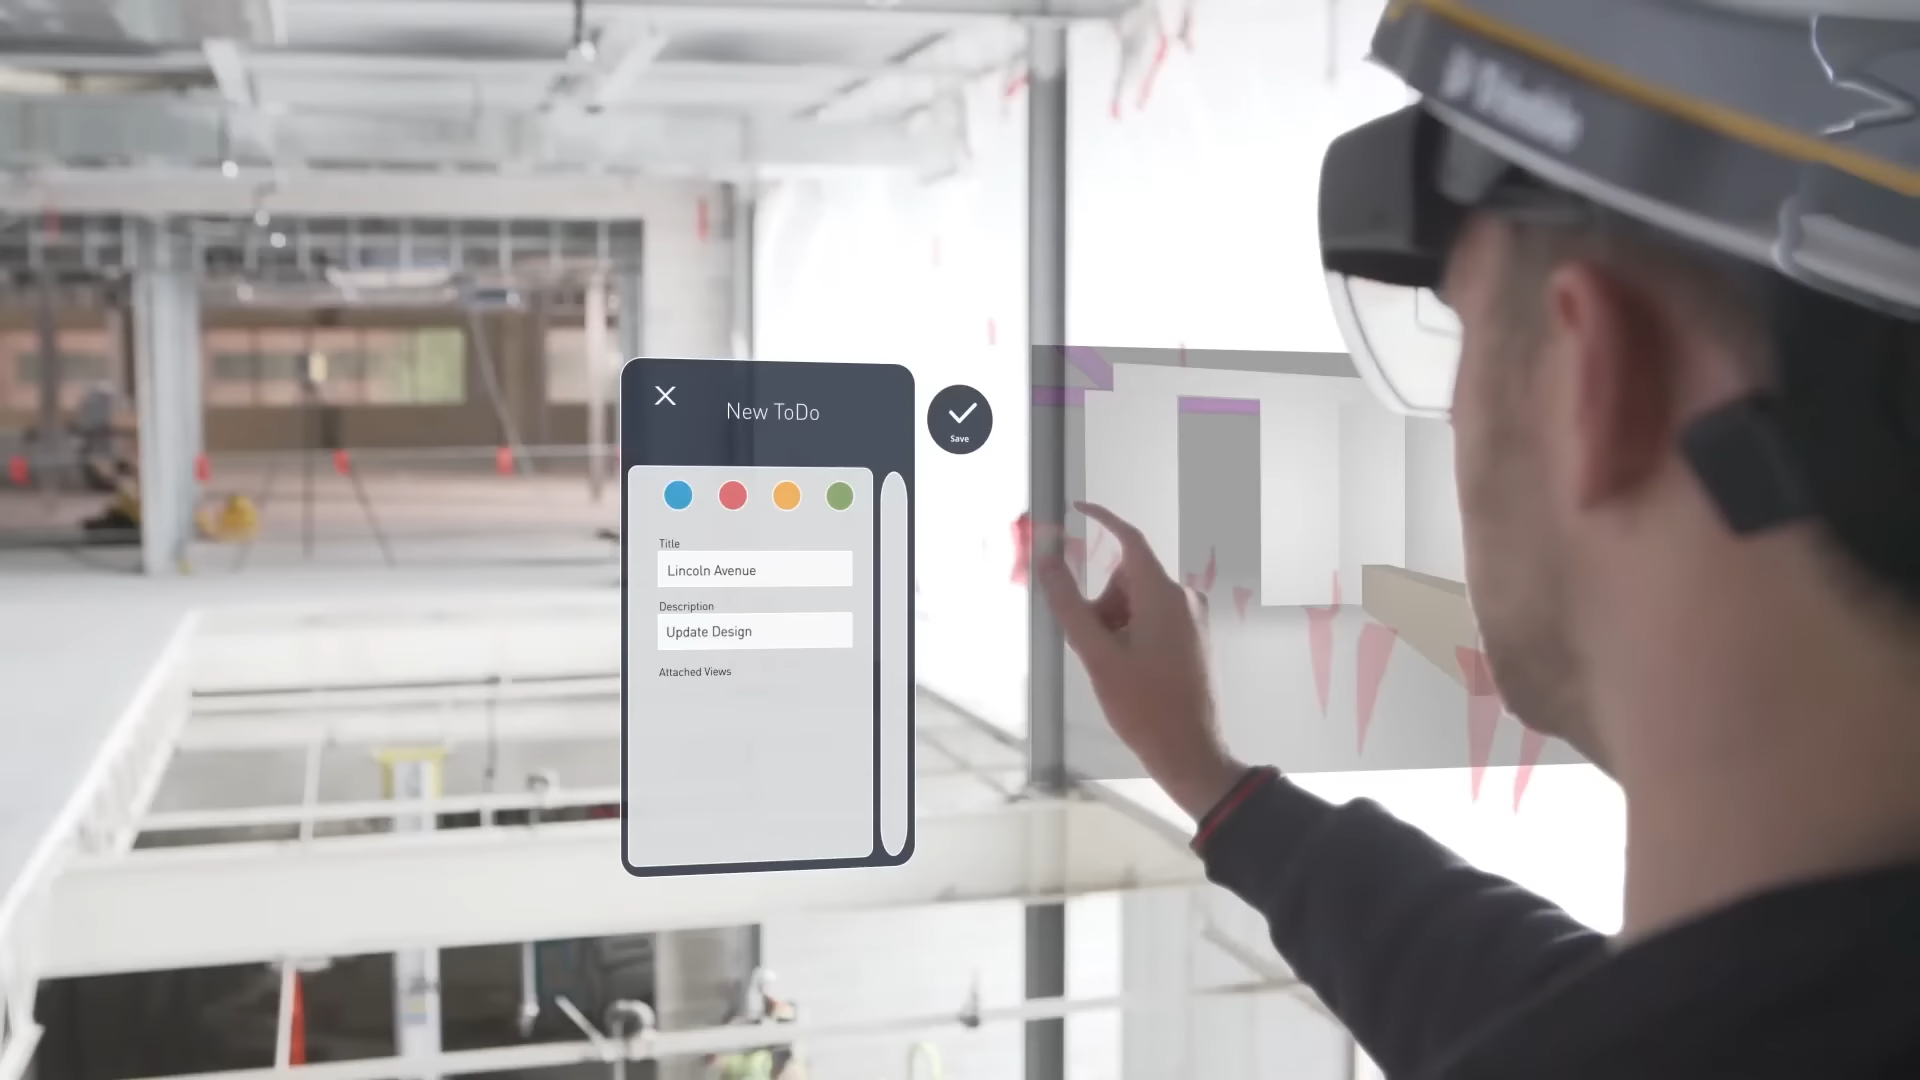 New ToDo
Save
Title
Lincoln Avenue
Description
Update Design
Attached Views